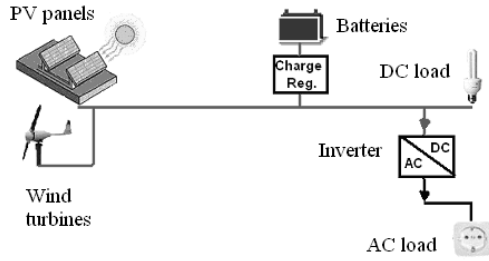 PV panels
Batteries
Charge
Reg.
DC load
Inverter
DC
AC
Wind
turbines
AC load